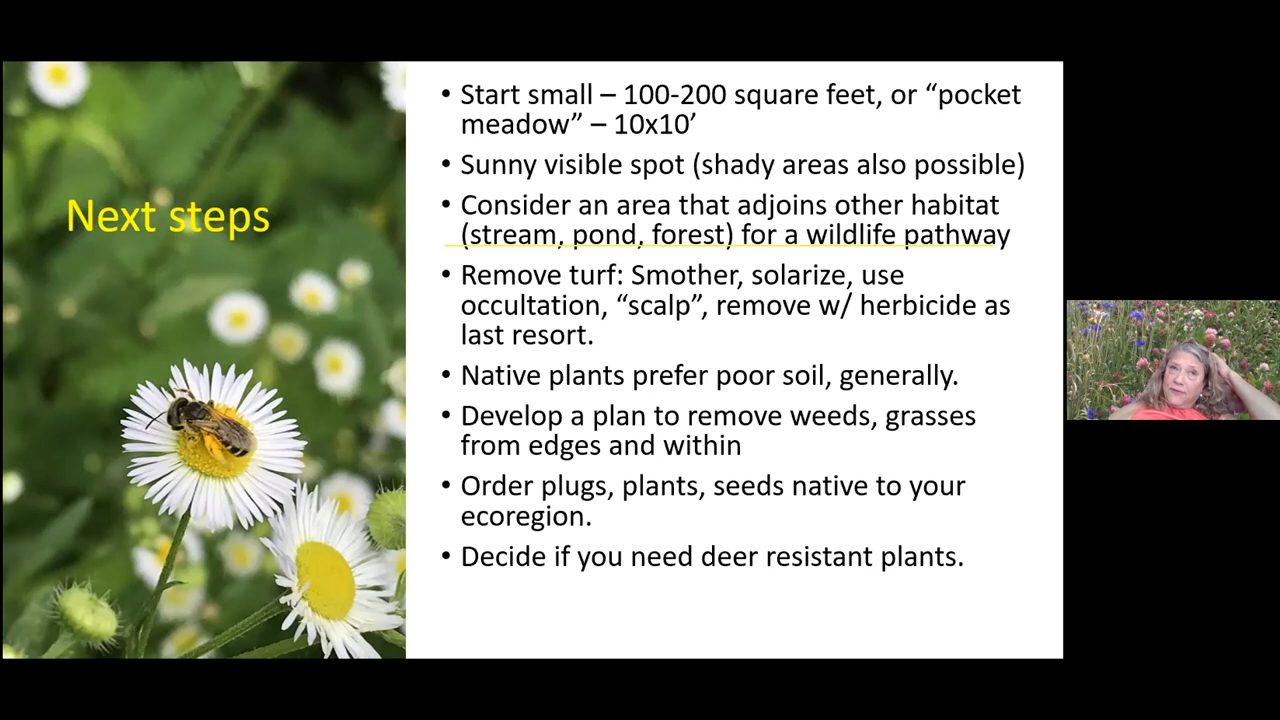 Next steps
• Start small – 100-200 square feet, or “pocket
meadow” – 10x10’
• Sunny visible spot (shady areas also possible)
• Consider an area that adjoins other habitat
(stream, pond, forest) for a wildlife pathway
• Remove turf: Smother, solarize, use
occultation, “scalp”, remove w/ herbicide as
last resort.
• Native plants prefer poor soil, generally.
• Develop a plan to remove weeds, grasses
from edges and within
• Order plugs, plants, seeds native to your
ecoregion.
• Decide if you need deer resistant plants.